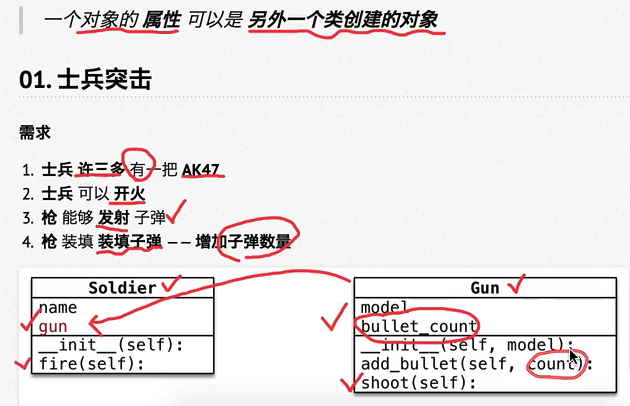 一个对象的 属性 可以是 另外一个类创建的对象
01. 士兵突击
需求
1. 士兵 许三多 有一把 AK47
2. 士兵 可以 开火
3. 枪 能够 发射 子弹
4. 枪 装填 装填子弹 —— 增加子弹数量
Soldier
name
gun
__init__(self):
fire(self):
Gun
model
bullet_count
__init__(self, model):
add_bullet(self, count):
shoot(self):